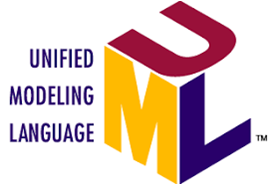 UNIFIED
MODELING
LANGUAGE
UML
™